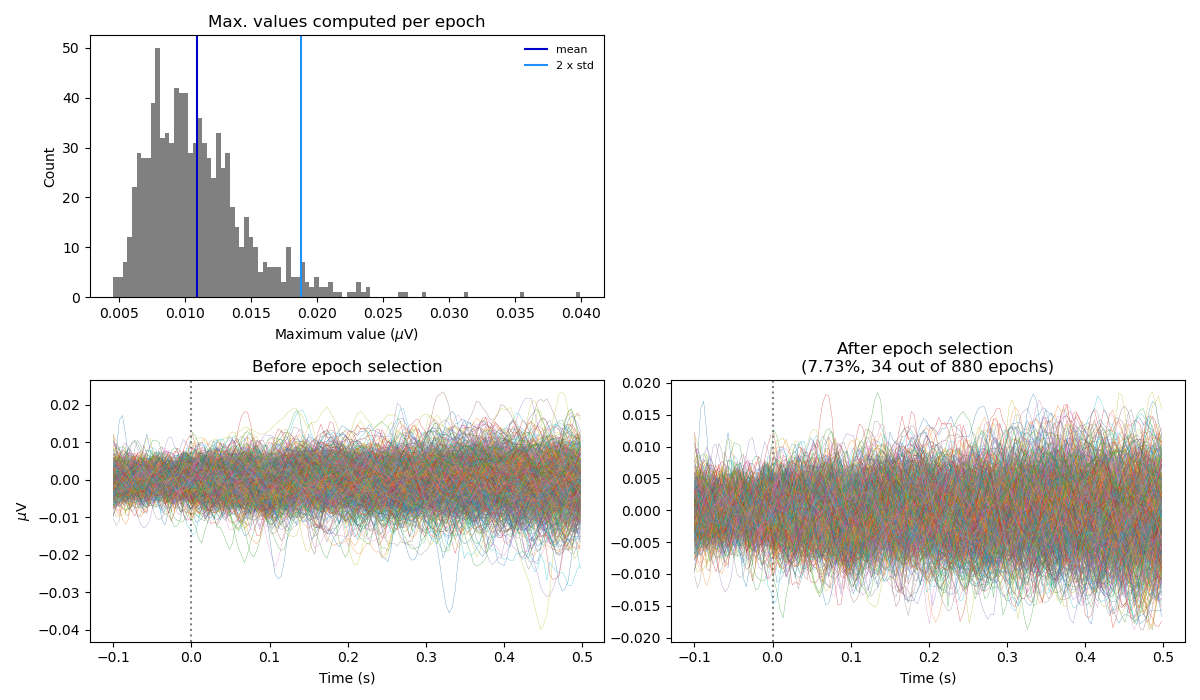 Max. values computed per epoch
50
40
30
20
10
0
Count
mean
2 x std
0.005 0.010 0.015 0.020 0.025 0.030 0.035 0.040
Maximum value (μV)
Before epoch selection
0.02
0.01
0.00
−0.01
−0.02
−0.03
−0.04
μV
−0.1 0.0 0.1 0.2 0.3 0.4 0.5
Time (s)
After epoch selection
(7.73%, 34 out of 880 epochs)
0.020
0.015
0.010
0.005
0.000
−0.005
−0.010
−0.015
−0.020
−0.1 0.0 0.1 0.2 0.3 0.4 0.5
Time (s)